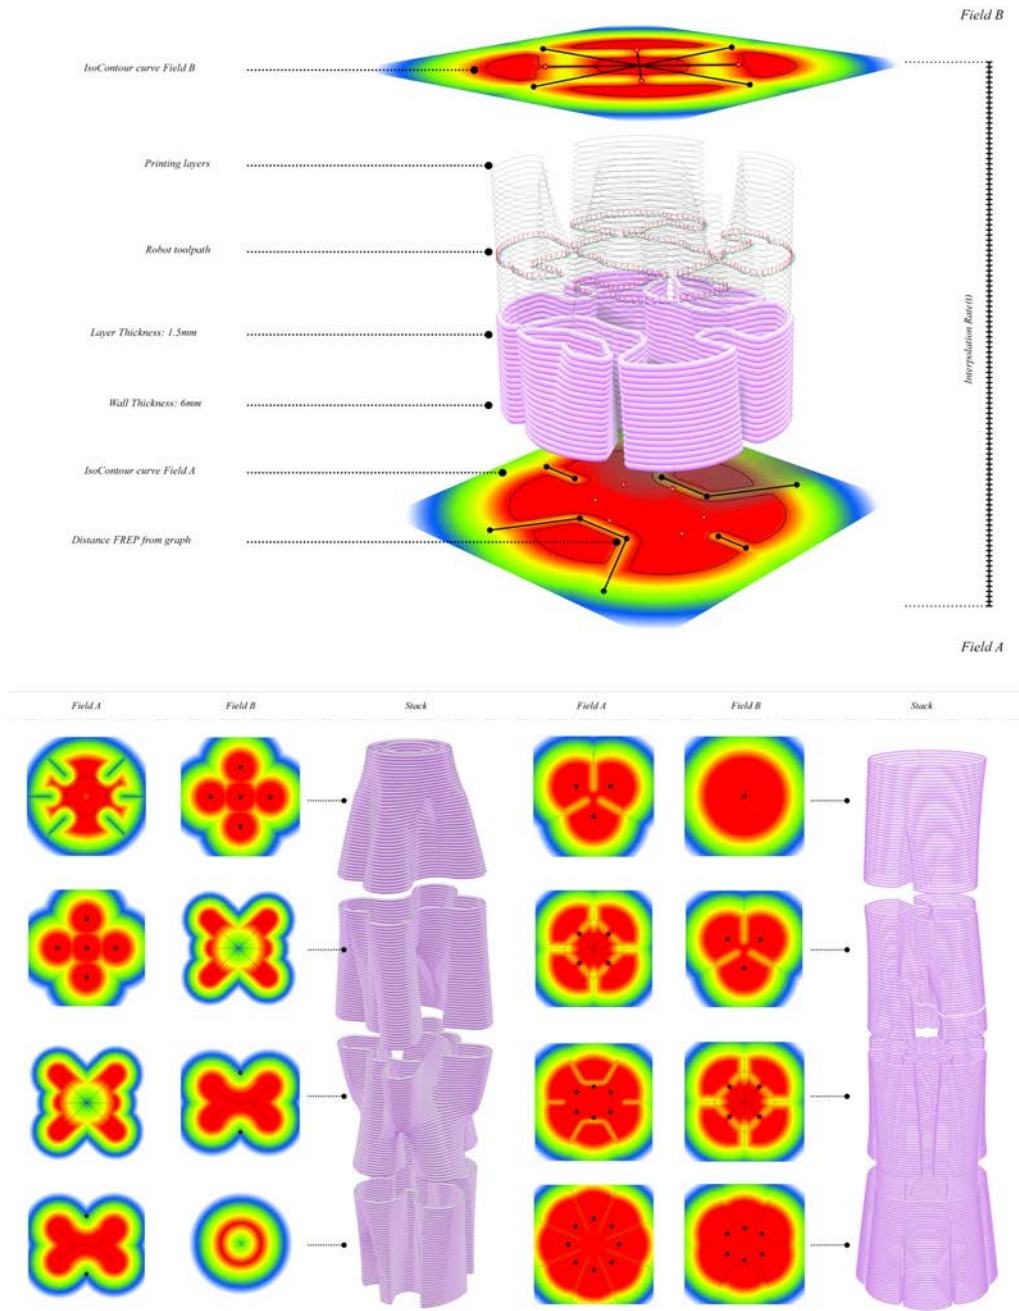 Field B
IsoContour curve Field B
Printing layers
Robot toolpath
Layer Thickness: 1.5mm
Interpolation Rate(t)
Wall Thickness: 6mm
IsoContour curve Field A
Distance FREP from graph
Field A
Field A Field B Stack Field A Field B Stack